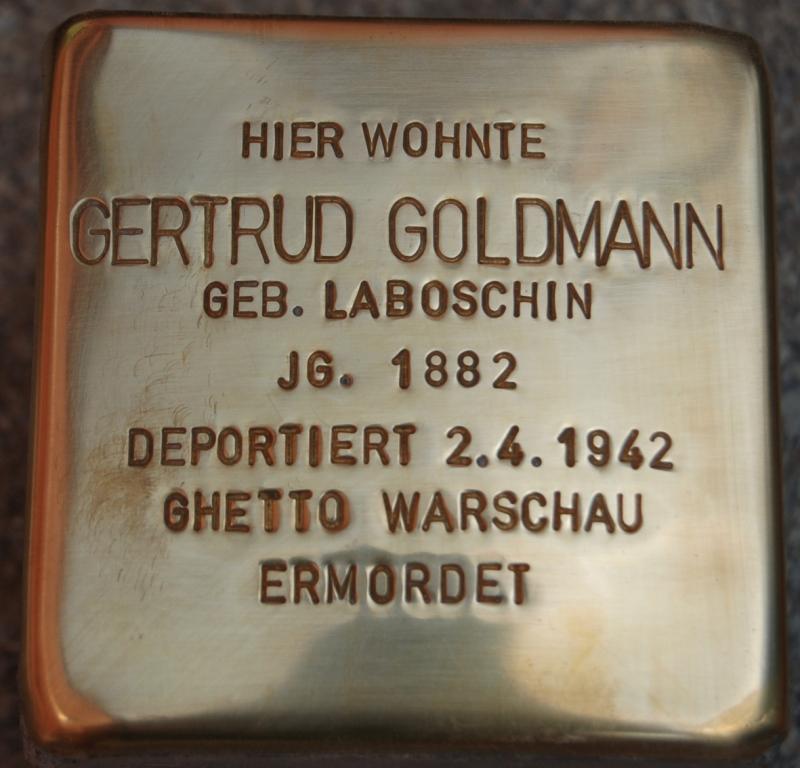 HIER WOHNTE
GERTRUD GOLDMANN
GEB. LABOSCHIN
JG. 1882
DEPORTIERT 2.4.1942
GHETTO WARSCHAU
ERMORDET